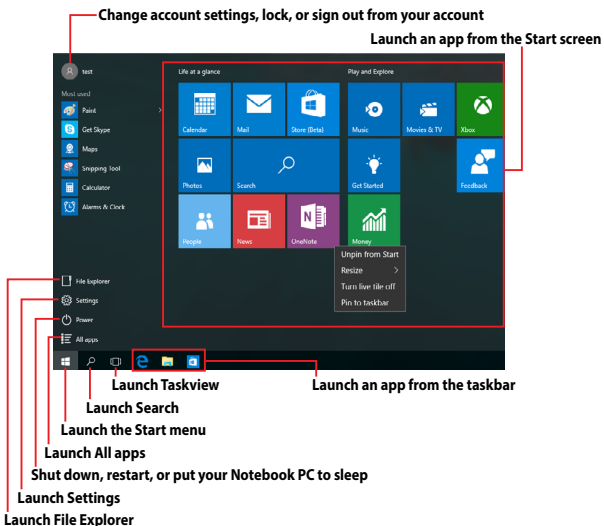 Change account settings, lock, or sign out from your account
Launch an app from the Start screen
test
Life at a glance
Play and Explore
Most used
Paint
Get Skype
Maps
Snipping Tool
Calculator
Alarms & Clock
Calendar
Mail
Store (Beta)
Music
Movies & TV
Xbox
Photos
Search
Get Started
Feedback
People
News
OneNote
Money
Unpin from Start
Resize
Turn live tile off
Pin to taskbar
File Explorer
Settings
Power
All apps
Launch Taskview
Launch an app from the taskbar
Launch Search
Launch the Start menu
Launch All apps
Shut down, restart, or put your Notebook PC to sleep
Launch Settings
Launch File Explorer